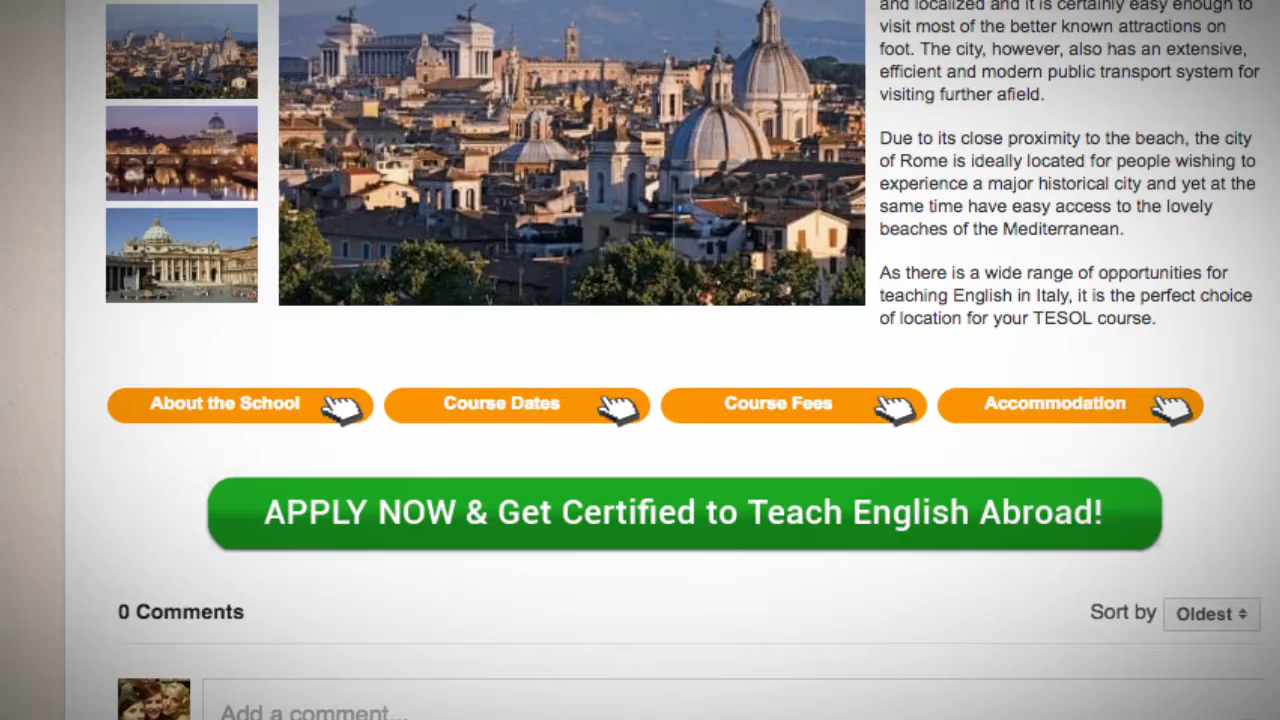 and localized and it is certainly easy enough to
visit most of the better known attractions on
foot. The city, however, also has an extensive,
efficient and modern public transport system for
visiting further afield.
Due to its close proximity to the beach, the city
of Rome is ideally located for people wishing to
experience a major historical city and yet at the
same time have easy access to the lovely
beaches of the Mediterranean.
As there is a wide range of opportunities for
teaching English in Italy, it is the perfect choice
of location for your TESOL course.
About the School
Course Dates
Course Fees
Accommodation
APPLY NOW & Get Certified to Teach English Abroad!
0 Comments
Sort by Oldest
Add a comment...